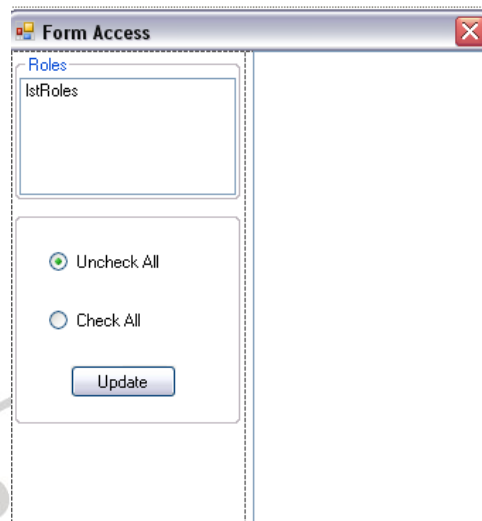 Form Access
Roles
lstRoles
Uncheck All
Check All
Update